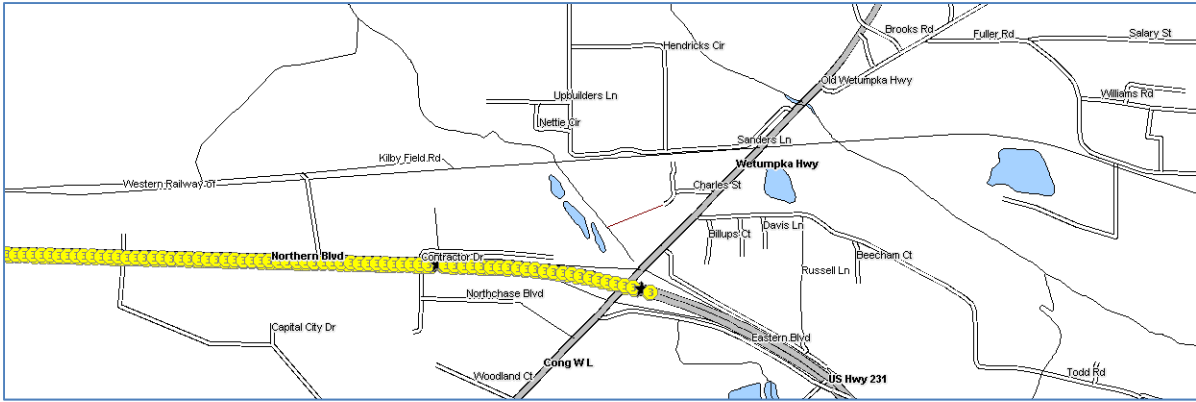 Brooks Rd
Fuller Rd
Salary St
Hendricks Cir
Old Wetumpka Hwy
Upbuilders Ln
Williams Rd
Nettie Cir
Sanders Ln
Kilby Field Rd
Wetumpka Hwy
Western Railway of
Charles St
Davis Ln
Billups Ct
Beecham Ct
Northern Blvd
Contractor Dr
Russell Ln
3
Northchase Blvd
Capital City Dr
Eastern Blvd
Cong W L
Todd Rd
Woodland Ct
US Hwy 231